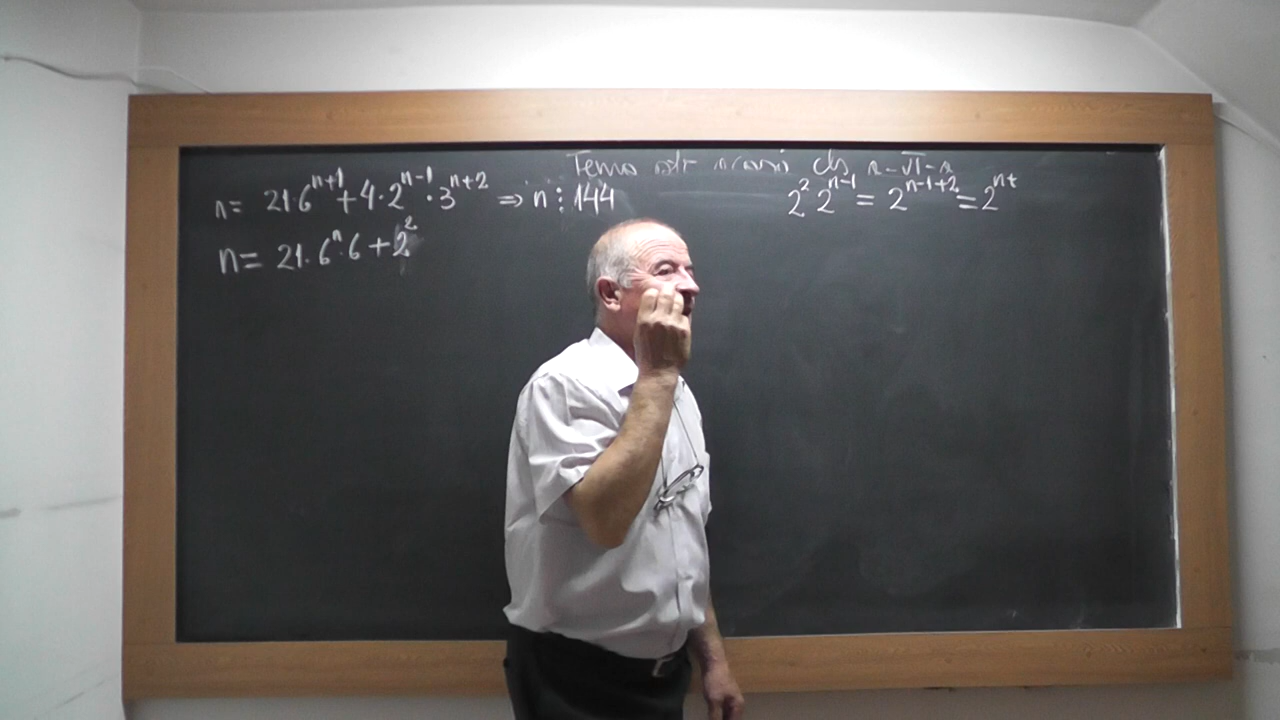 Tema
n = 21·6^{n+1} + 4·2^{n-1}·3^{n+2} ⇒ n ⋮ 144
2^2 2^{n-1} = 2^{n-1+2} = 2^{n+
n = 21·6^n·6 + 2^2